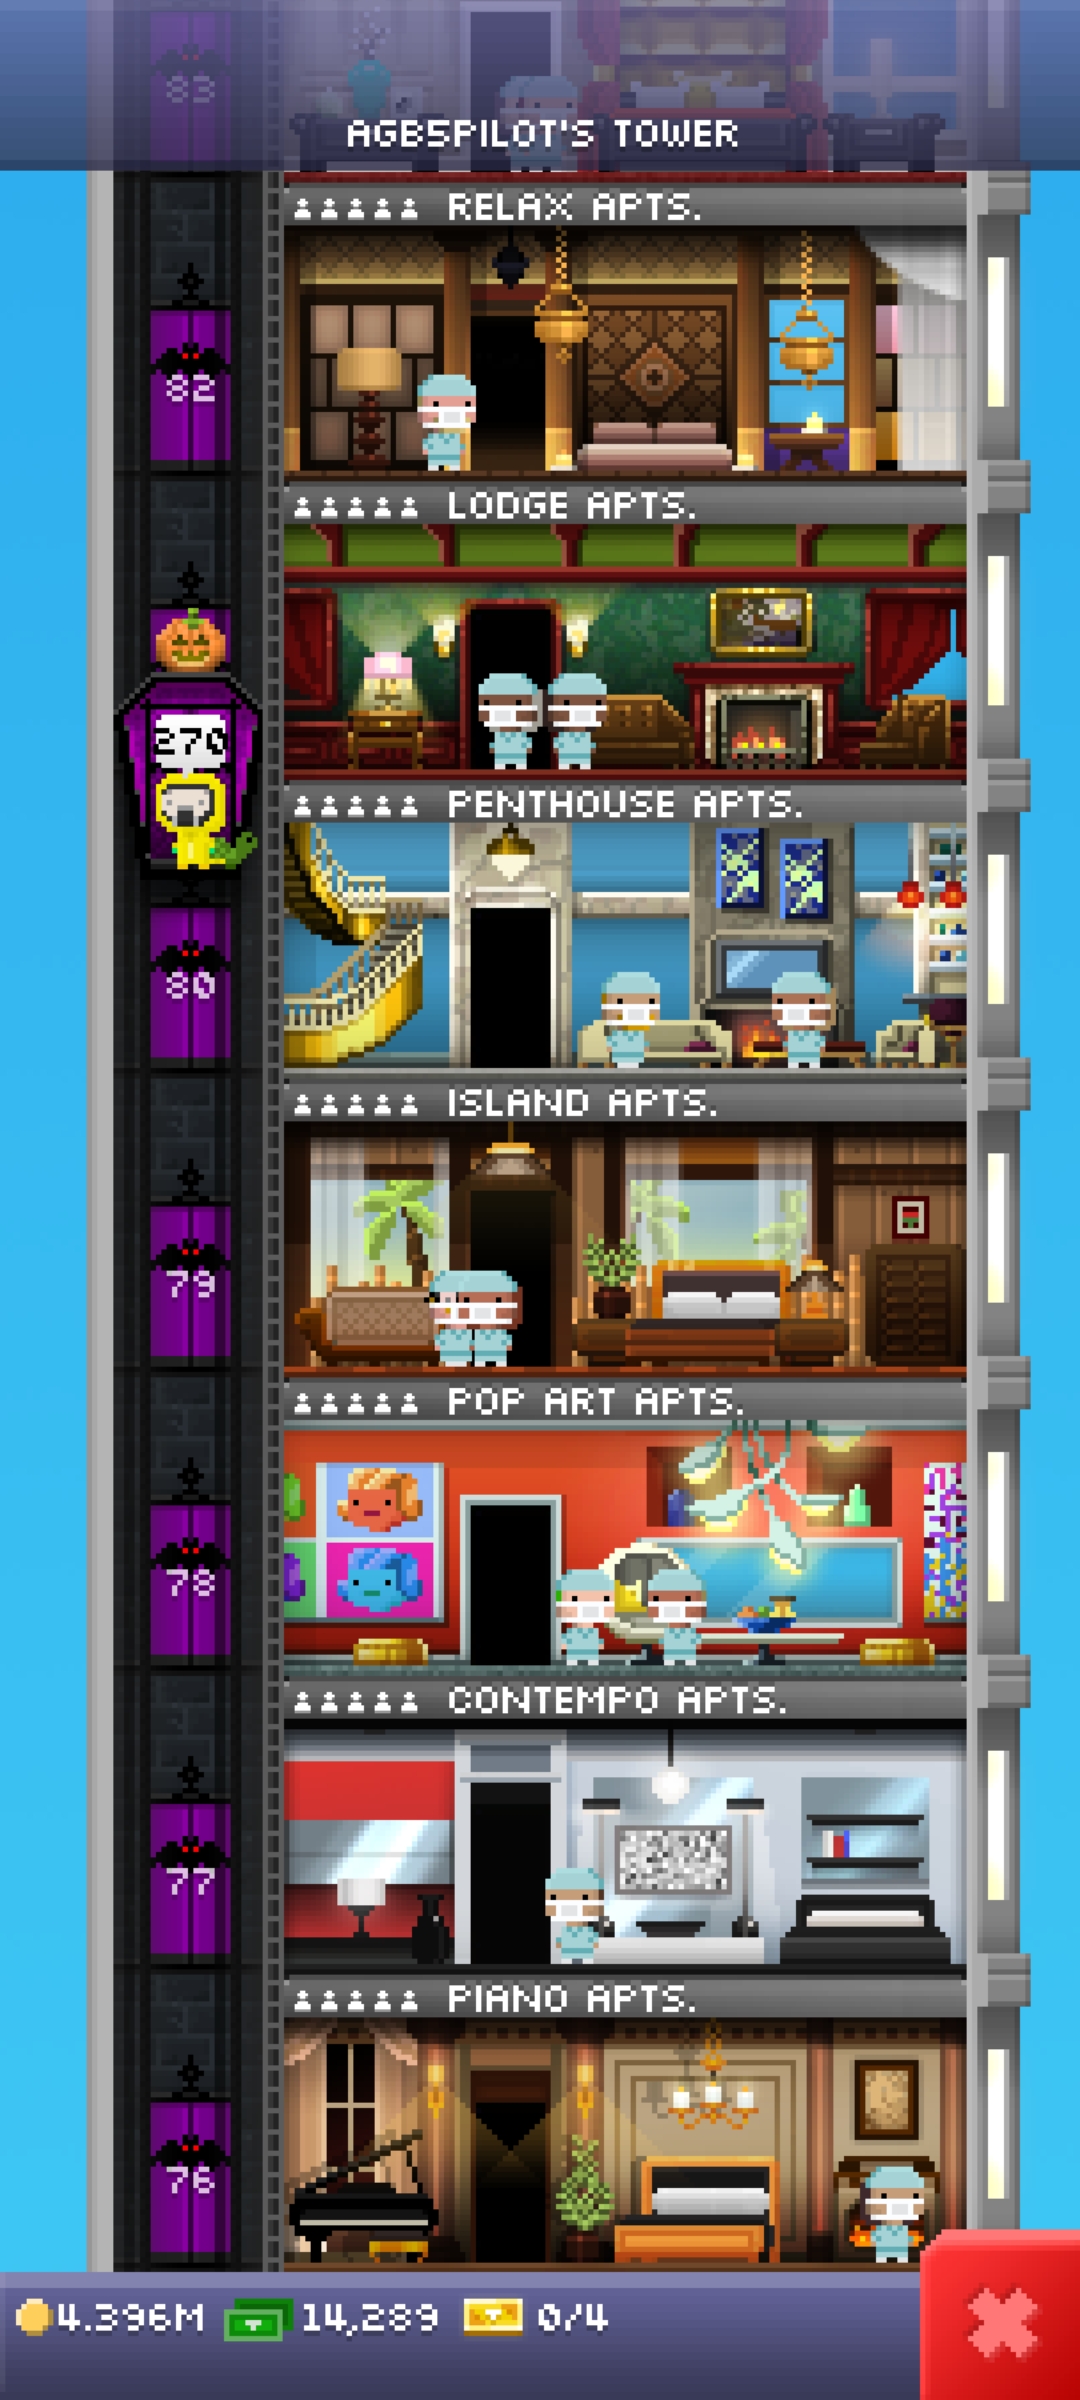 83
AGB5PILOT'S TOWER
RELAX APTS.
82
LODGE APTS.
270
PENTHOUSE APTS.
80
ISLAND APTS.
79
POP ART APTS.
78
CONTEMPO APTS.
77
PIANO APTS.
76
4.396M 14,289 0/4